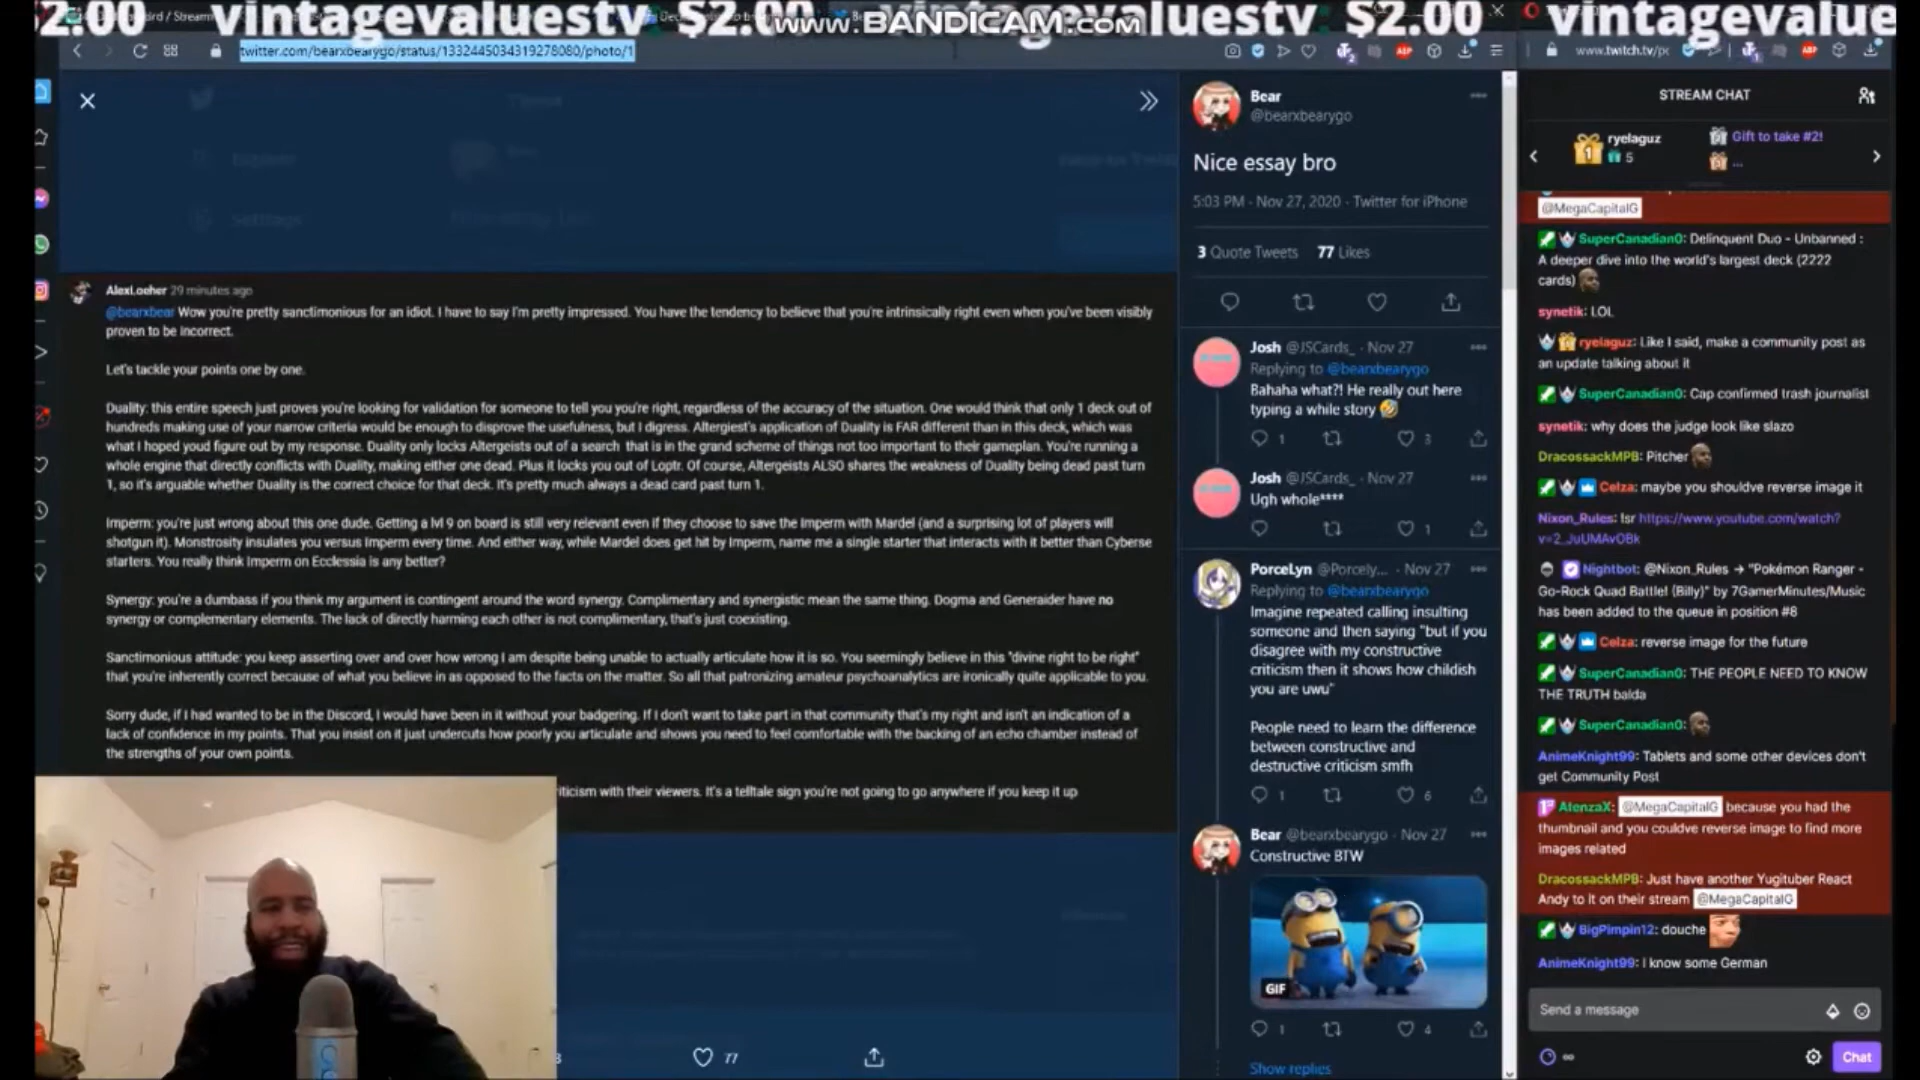 2.00 vintagevaluestv $2.00 vintagevaluestv $2.00 vintagevalue
WWW.BANDICAM.COM
twitter.com/bearxbearygo/status/1332445034319278080/photo/1
www.twitch.tv/pc
Settings
AlexLoeher 29 minutes ago
@bearxbear Wow you're pretty sanctimonious for an idiot. I have to say I'm pretty impressed. You have the tendency to believe that you're intrinsically right even when you've been visibly
proven to be incorrect.
Let's tackle your points one by one.
Duality: this entire speech just proves you're looking for validation for someone to tell you you're right, regardless of the accuracy of the situation. One would think that only 1 deck out of
hundreds making use of your narrow criteria would be enough to disprove the usefulness, but I digress. Altergiest's application of Duality is FAR different than in this deck, which was
what I hoped youd figure out by my response. Duality only locks Altergeists out of a search that is in the grand scheme of things not too important to their gameplan. You're running a
whole engine that directly conflicts with Duality, making either one dead. Plus it locks you out of Loptr. Of course, Altergeists ALSO shares the weakness of Duality being dead past turn
1, so it's arguable whether Duality is the correct choice for that deck. It's pretty much always a dead card past turn 1.
Imperm: you're just wrong about this one dude. Getting a lvl 9 on board is still very relevant even if they choose to save the Imperm with Mardel (and a surprising lot of players will
shotgun it). Monstrosity insulates you versus Imperm every time. And either way, while Mardel does get hit by Imperm, name me a single starter that interacts with it better than Cyberse
starters. You really think Imperm on Ecclessia is any better?
Synergy: you're a dumbass if you think my argument is contingent around the word synergy. Complimentary and synergistic mean the same thing. Dogma and Generaider have no
synergy or complementary elements. The lack of directly harming each other is not complimentary, that's just coexisting.
Sanctimonious attitude: you keep asserting over and over how wrong I am despite being unable to actually articulate how it is so. You seemingly believe in this "divine right to be right"
that you're inherently correct because of what you believe in as opposed to the facts on the matter. So all that patronizing amateur psychoanalytics are ironically quite applicable to you.
Sorry dude, if I had wanted to be in the Discord, I would have been in it without your badgering. If I don't want to take part in that community that's my right and isn't an indication of a
lack of confidence in my points. That you insist on it just undercuts how poorly you articulate and shows you need to feel comfortable with the backing of an echo chamber instead of
the strengths of your own points.
iticism with their viewers. It's a telltale sign you're not going to go anywhere if you keep it up
77
Bear
@bearxbearygo
Nice essay bro
5:03 PM · Nov 27, 2020 · Twitter for iPhone
3 Quote Tweets 77 Likes
Josh @JSCards_ · Nov 27
Replying to @bearxbearygo
Bahaha what?! He really out here
typing a while story
1 3
Josh @JSCards_ · Nov 27
Ugh whole****
1
PorceLyn @Porcely... · Nov 27
Replying to @bearxbearygo
Imagine repeated calling insulting
someone and then saying "but if you
disagree with my constructive
criticism then it shows how childish
you are uwu"
People need to learn the difference
between constructive and
destructive criticism smfh
1 6
Bear @bearxbearygo · Nov 27
Constructive BTW
GIF
1 4
Show replies
STREAM CHAT
ryelaguz
5
Gift to take #2!
...
@MegaCapitalG
SuperCanadian0: Delinquent Duo - Unbanned :
A deeper dive into the world's largest deck (2222
cards)
synetik: LOL
ryelaguz: Like I said, make a community post as
an update talking about it
SuperCanadian0: Cap confirmed trash journalist
synetik: why does the judge look like slazo
DracossackMPB: Pitcher
Celza: maybe you shouldve reverse image it
Nixon_Rules: !sr https://www.youtube.com/watch?
v=2_JuUMAvOBk
Nightbot: @Nixon_Rules -> "Pokémon Ranger -
Go-Rock Quad Battle! (Billy)" by 7GamerMinutes/Music
has been added to the queue in position #6
Celza: reverse image for the future
SuperCanadian0: THE PEOPLE NEED TO KNOW
THE TRUTH balda
SuperCanadian0:
AnimeKnight99: Tablets and some other devices don't
get Community Post
AlenzaX: @MegaCapitalG because you had the
thumbnail and you couldve reverse image to find more
images related
DracossackMPB: Just have another Yugituber React
Andy to it on their stream @MegaCapitalG
BigPimpin12: douche
AnimeKnight99: I know some German
Send a message
Chat